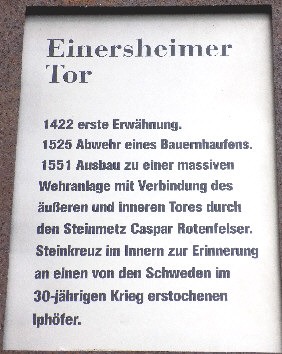 Einersheimer
Tor
1422 erste Erwähnung.
1525 Abwehr eines Bauernhaufens.
1551 Ausbau zu einer massiven
Wehranlage mit Verbindung des
äußeren und inneren Tores durch
den Steinmetz Caspar Rotenfelser.
Steinkreuz im Innern zur Erinnerung
an einen von den Schweden im
30-jährigen Krieg erstochenen
Iphöfer.